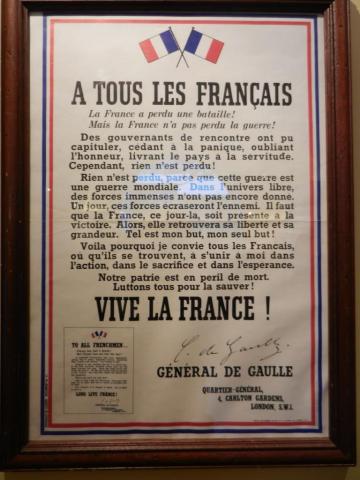 A TOUS LES FRANÇAIS
La France a perdu une bataille!
Mais la France n'a pas perdu la guerre!
Des gouvernants de rencontre ont pu
capituler, cédant à la panique, oubliant
l'honneur, livrant le pays à la servitude.
Cependant, rien n'est perdu!
Rien n'est perdu, parce que cette guerre est
une guerre mondiale. Dans l'univers libre,
des forces immenses n'ont pas encore donné.
Un jour, ces forces écraseront l'ennemi. Il faut
que la France, ce jour-là, soit présente à la
victoire. Alors, elle retrouvera sa liberté et sa
grandeur. Tel est mon but, mon seul but!
Voilà pourquoi je convie tous les Français,
où qu'ils se trouvent, à s'unir à moi dans
l'action, dans le sacrifice et dans l'espérance.
Notre patrie est en péril de mort.
Luttons tous pour la sauver!
VIVE LA FRANCE !
C. de Gaulle
GÉNÉRAL DE GAULLE
QUARTIER-GÉNÉRAL,
4, CARLTON GARDENS,
LONDON, S.W.1.
TO ALL FRENCHMEN...
LONG LIVE FRANCE!